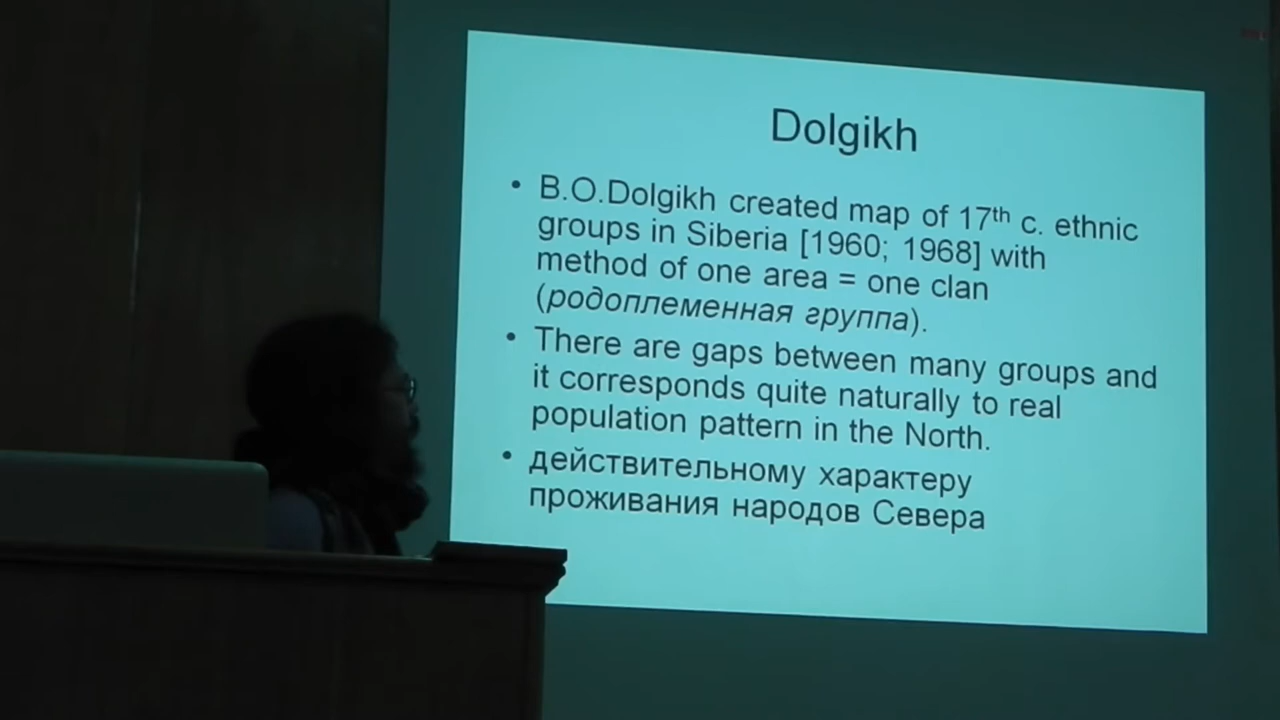 Dolgikh
• B.O.Dolgikh created map of 17th c. ethnic
groups in Siberia [1960; 1968] with
method of one area = one clan
(родоплеменная группа).
• There are gaps between many groups and
it corresponds quite naturally to real
population pattern in the North.
• действительному характеру
проживания народов Севера